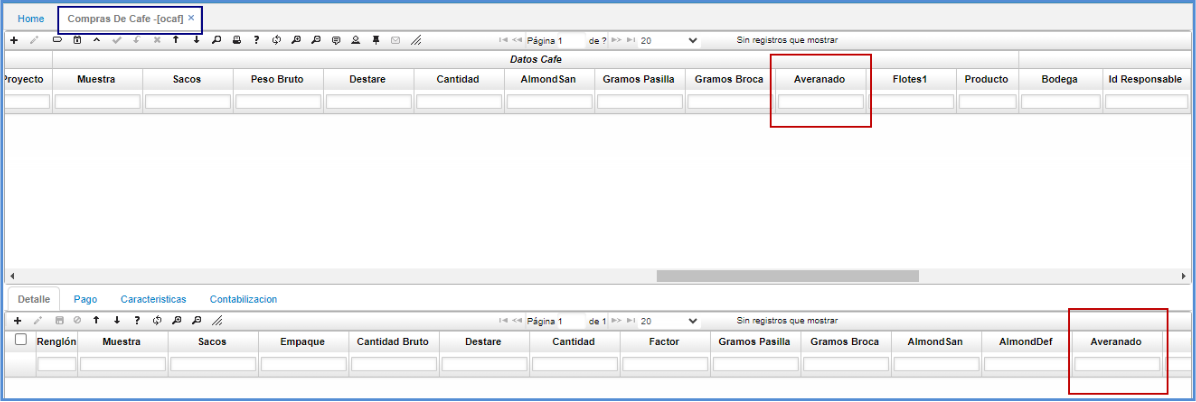 Home Compras De Cafe -[ocaf] ×
Página 1 de ? 20 Sin registros que mostrar
Datos Cafe
Proyecto Muestra Sacos Peso Bruto Destare Cantidad AlmondSan Gramos Pasilla Gramos Broca Averanado Flotes1 Producto Bodega Id Responsable
Detalle Pago Caracteristicas Contabilizacion
Página 1 de 1 20 Sin registros que mostrar
Renglón Muestra Sacos Empaque Cantidad Bruto Destare Cantidad Factor Gramos Pasilla Gramos Broca AlmondSan AlmondDef Averanado